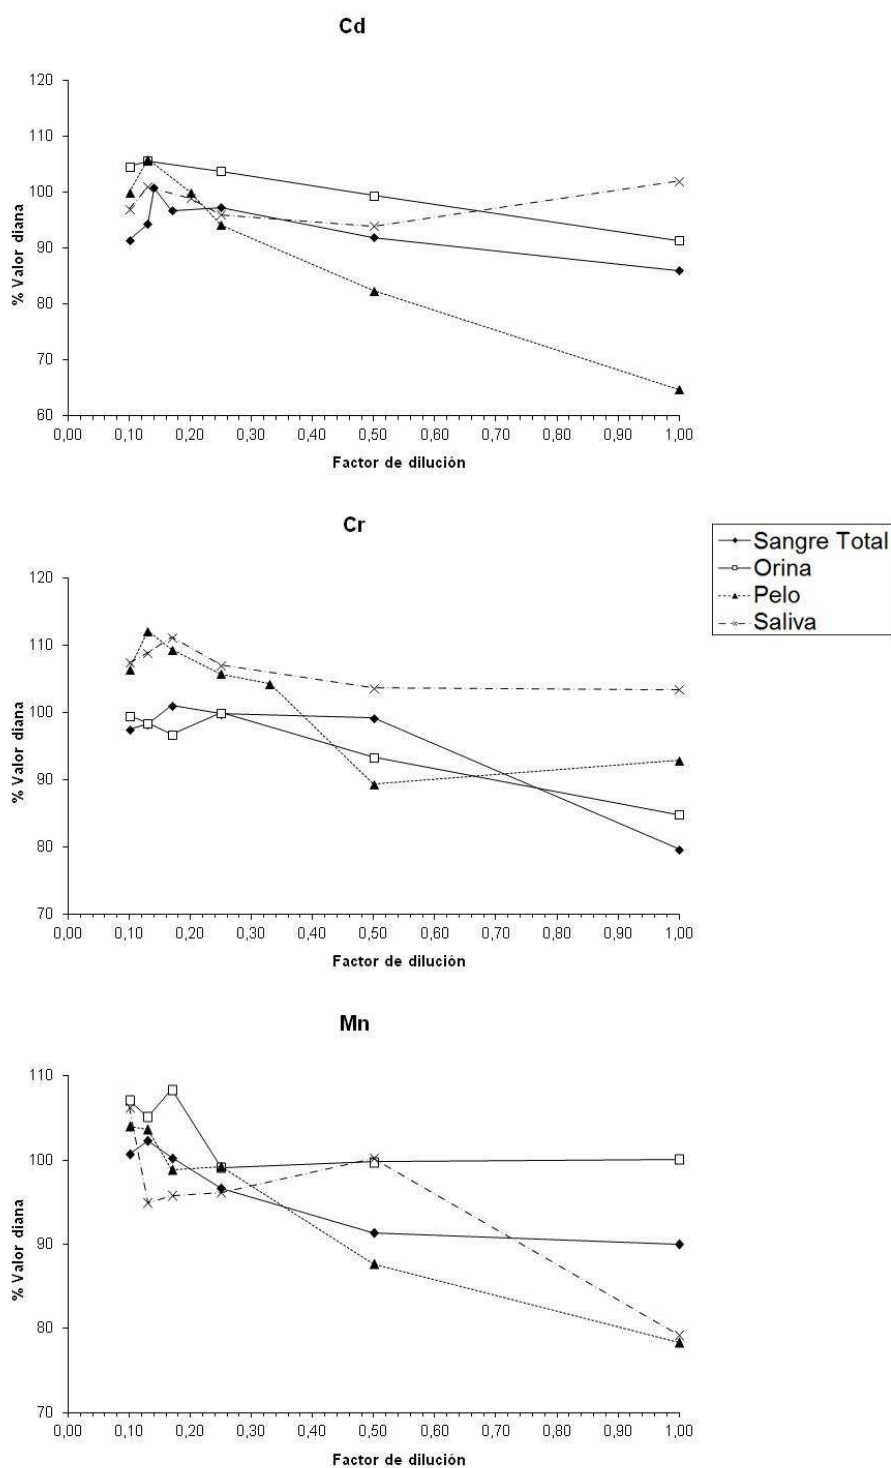 Cd
120
110
100
90
80
70
60
% Valor diana
0,00 0,10 0,20 0,30 0,40 0,50 0,60 0,70 0,80 0,90 1,00
Factor de dilución
Cr
120
110
100
90
80
70
% Valor diana
0,00 0,10 0,20 0,30 0,40 0,50 0,60 0,70 0,80 0,90 1,00
Factor de dilución
Sangre Total
Orina
Pelo
Saliva
Mn
110
100
90
80
70
% Valor diana
0,00 0,10 0,20 0,30 0,40 0,50 0,60 0,70 0,80 0,90 1,00
Factor de dilución